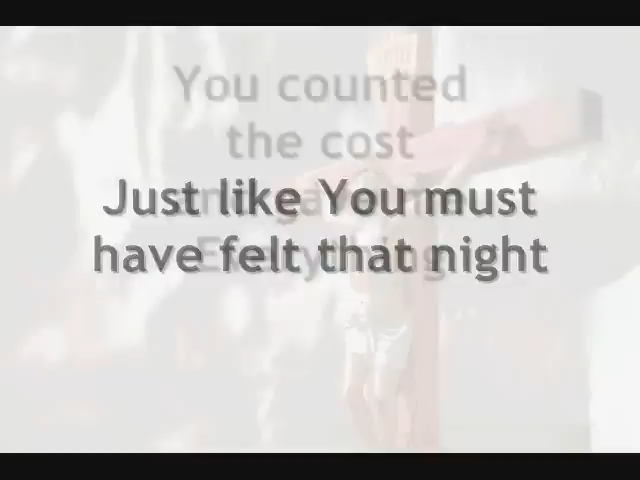 You counted
the cost
Just like You must
have felt that night